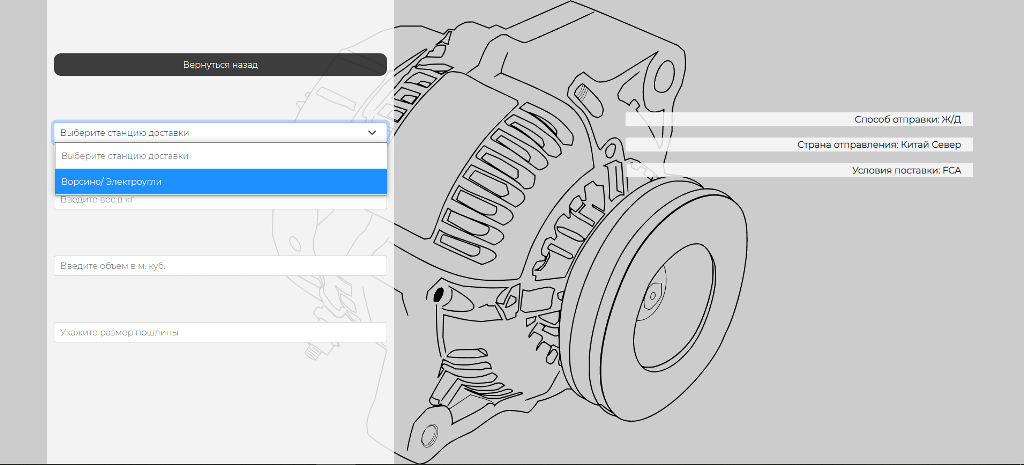 Вернуться назад
Выберите станцию доставки
Выберите станцию доставки
Ворсино/ Электроугли
Введите вес в кг
Введите объем в м. куб.
Укажите размер пошлины
Способ отправки: Ж/Д
Страна отправления: Китай Север
Условия поставки: FCA